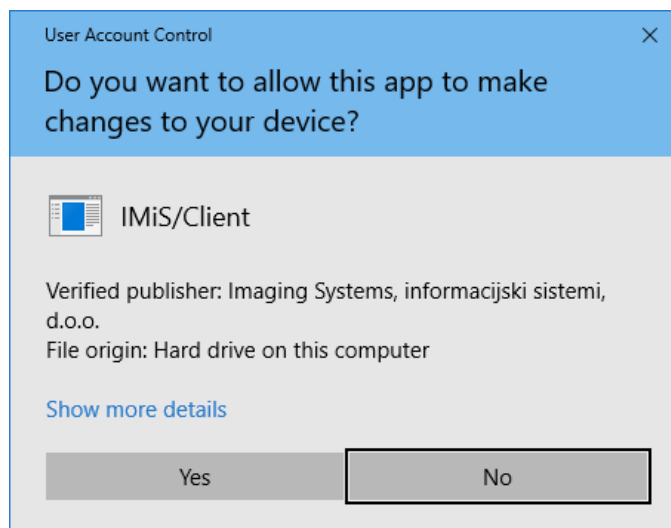 User Account Control
Do you want to allow this app to make
changes to your device?
IMiS/Client
Verified publisher: Imaging Systems, informacijski sistemi,
d.o.o.
File origin: Hard drive on this computer
Show more details
Yes
No